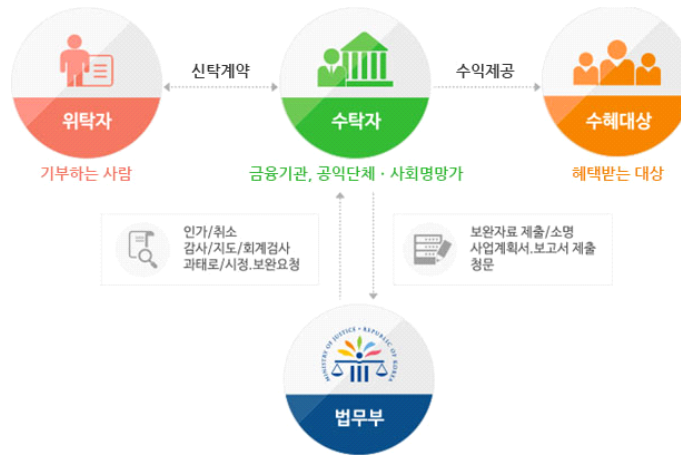 신탁계약
수익제공
위탁자
수탁자
수혜대상
기부하는 사람
금융기관, 공익단체 · 사회명망가
혜택받는 대상
인가/취소
감사/지도/회계검사
과태로/시정.보완요청
보완자료 제출/소명
사업계획서.보고서 제출
청문
MINISTRY OF JUSTICE • REPUBLIC OF KOREA
법무부